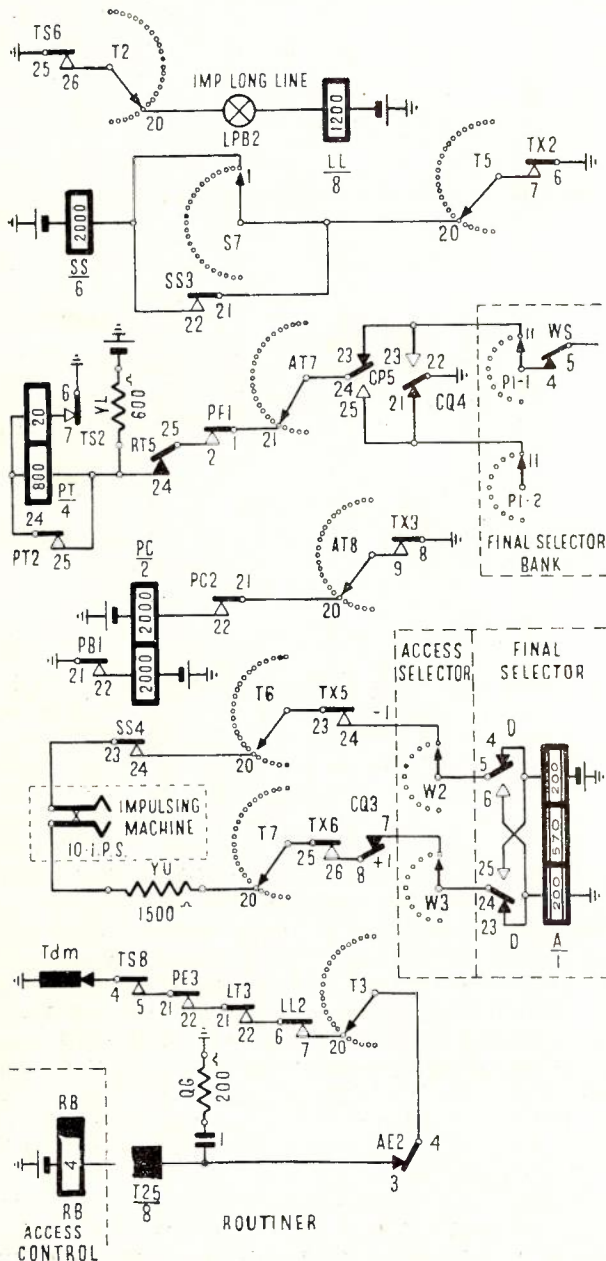 TS6
T2
25
26
20
IMP LONG LINE
LPB2
1200
LL
8
T5
TX2
6
7
20
2000
SS
6
1
S7
SS3
21
22
YL
600
20
800
6
7
TS2
PT
4
24
PT2
25
25
RT5
24
PF1
2
1
21
AT7
23
24
CP5
25
23
22
21
CQ4
11
WS
5
P1-1
4
11
P1-2
FINAL SELECTOR
BANK
PC
2
2000
2000
PC2
21
22
AT8
TX3
8
9
20
PB1
21
22
ACCESS
SELECTOR
FINAL
SELECTOR
T6
TX5
23
24
-1
20
SS4
23
24
IMPULSING
MACHINE
10·I.P.S.
YU
1500
T7
20
TX6
25
26
CQ3
7
8
+1
W2
W3
D
4
5
6
25
24
23
D
200
570
200
A
1
Tdm
TS8
4
5
PE3
21
22
LT3
21
22
LL2
6
7
20
T3
QG
200
1
AE2
4
3
RB
4
RB
ACCESS
CONTROL
T25
8
ROUTINER